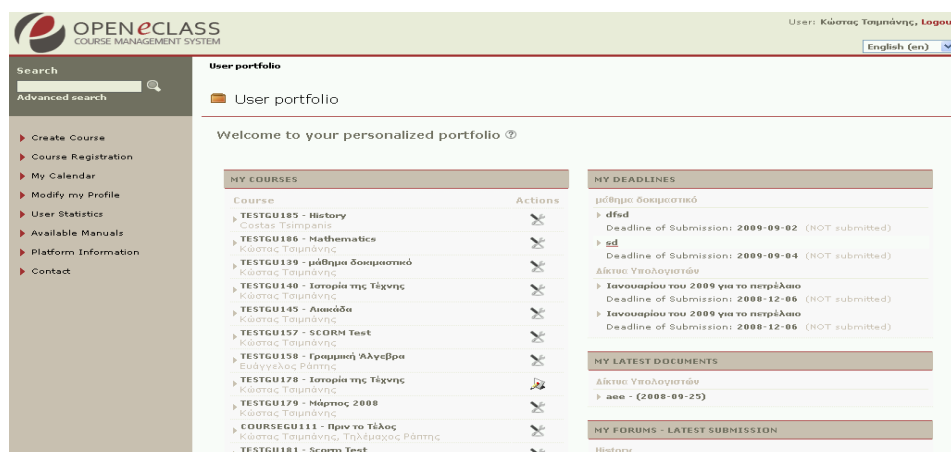 OPEN eCLASS
COURSE MANAGEMENT SYSTEM
User: Κώστας Τσιμπάνης, Logou
English (en)
Search
Advanced search
Create Course
Course Registration
My Calendar
Modify my Profile
User Statistics
Available Manuals
Platform Information
Contact
User portfolio
User portfolio
Welcome to your personalized portfolio
MY COURSES
Course Actions
TESTGU185 - History
Costas Tsimpanis
TESTGU186 - Mathematics
Κώστας Τσιμπάνης
TESTGU139 - μάθημα δοκιμαστικό
Κώστας Τσιμπάνης
TESTGU140 - Ιστορία της Τέχνης
Κώστας Τσιμπάνης
TESTGU145 - Λιακάδα
Κώστας Τσιμπάνης
TESTGU157 - SCORM Test
Κώστας Τσιμπάνης
TESTGU158 - Γραμμική Άλγεβρα
Ευάγγελος Ράπτης
TESTGU178 - Ιστορία της Τέχνης
Κώστας Τσιμπάνης
TESTGU179 - Μάρτιος 2008
Κώστας Τσιμπάνης
COURSEGU111 - Πριν το Τέλος
Κώστας Τσιμπάνης, Τηλέμαχος Ράπτης
TESTGU181 - Scorm Test
MY DEADLINES
μάθημα δοκιμαστικό
dfsd
Deadline of Submission: 2009-09-02 (NOT submitted)
sd
Deadline of Submission: 2009-09-04 (NOT submitted)
Δίκτυα Υπολογιστών
Ιανουαρίου του 2009 για το πετρέλαιο
Deadline of Submission: 2008-12-06 (NOT submitted)
Ιανουαρίου του 2009 για το πετρέλαιο
Deadline of Submission: 2008-12-06 (NOT submitted)
MY LATEST DOCUMENTS
Δίκτυα Υπολογιστών
aee - (2008-09-25)
MY FORUMS - LATEST SUBMISSION
History